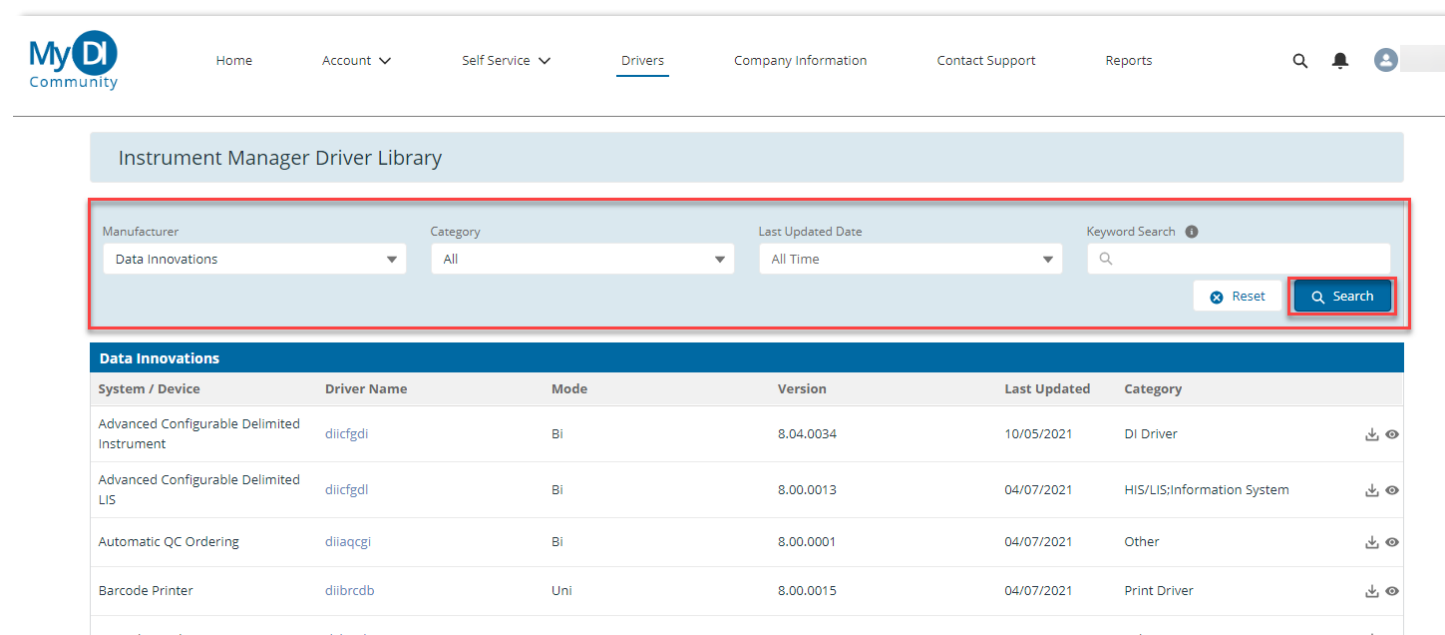 My DI
Community
Home Account Self Service Drivers Company Information Contact Support Reports
Instrument Manager Driver Library
Manufacturer Category Last Updated Date Keyword Search
Data Innovations All All Time
Reset Search
Data Innovations
System / Device Driver Name Mode Version Last Updated Category
Advanced Configurable Delimited
Instrument diicfgdi Bi 8.04.0034 10/05/2021 DI Driver
Advanced Configurable Delimited
LIS diicfgdl Bi 8.00.0013 04/07/2021 HIS/LIS;Information System
Automatic QC Ordering diiaqcgi Bi 8.00.0001 04/07/2021 Other
Barcode Printer diibrcdb Uni 8.00.0015 04/07/2021 Print Driver